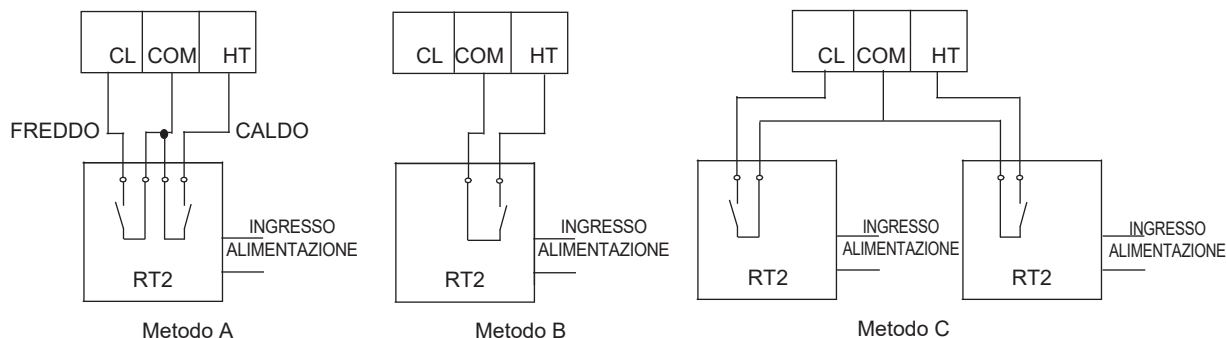 CL COM HT
FREDDO CALDO
INGRESSO
ALIMENTAZIONE
RT2
Metodo A
CL COM HT
INGRESSO
ALIMENTAZIONE
RT2
Metodo B
CL COM HT
INGRESSO
ALIMENTAZIONE
RT2
INGRESSO
ALIMENTAZIONE
RT2
Metodo C